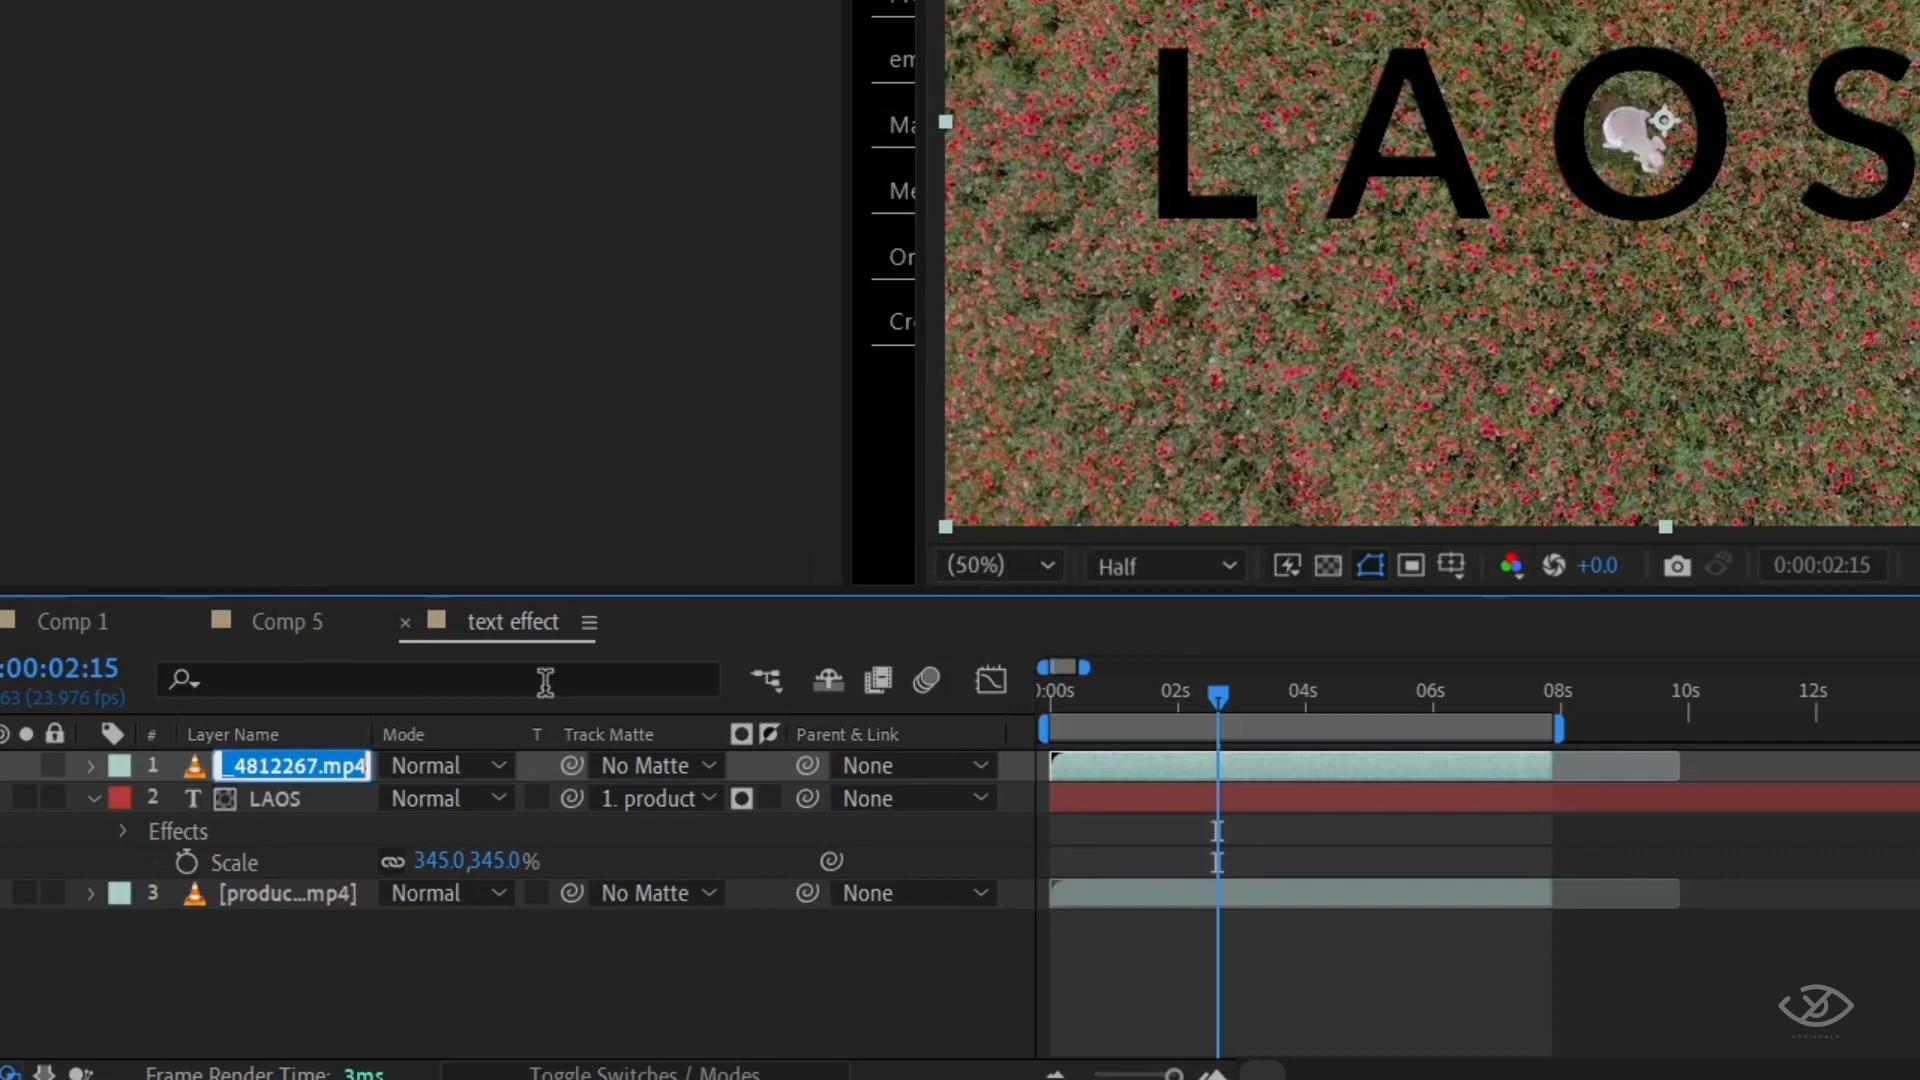 em
Ma
Me
Or
Cr
LAOS
(50%)
Half
+0.0
0:00:02:15
Comp 1
Comp 5
× text effect
:00:02:15
63 (23.976 fps)
0:00s 02s 04s 06s 08s 10s 12s
# Layer Name Mode T Track Matte Parent & Link
1 _4812267.mp4 Normal No Matte None
2 T LAOS Normal 1. product None
Effects
Scale 345.0,345.0%
3 [produc...mp4] Normal No Matte None
Frame Render Time: 3ms
Toggle Switches / Modes